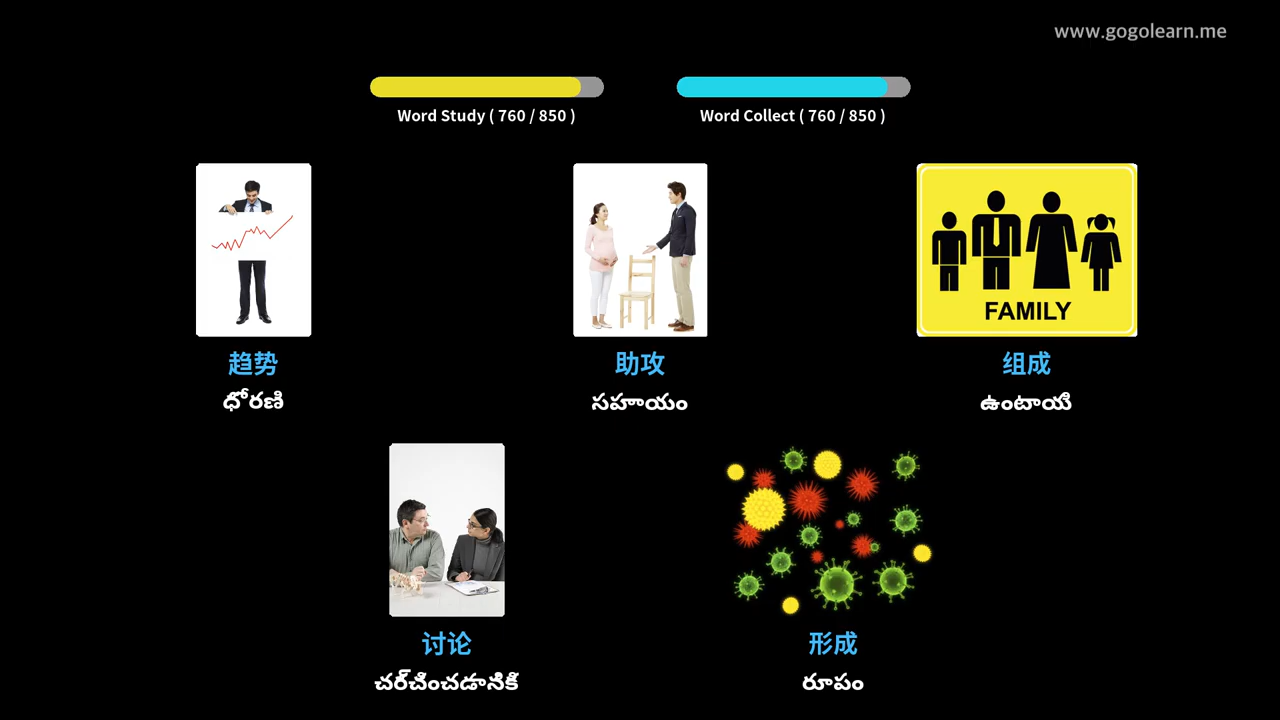 www.gogolearn.me
Word Study ( 760 / 850 )
Word Collect ( 760 / 850 )
FAMILY
趋势
助攻
组成
ధోరణి
సహాయం
ఉంటాయి
讨论
形成
చర్చించడానికి
రూపం